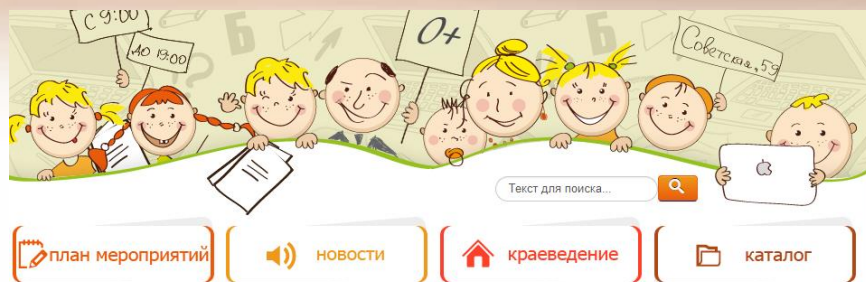 с 9:00
до 19:00
0+
Советская, 59
Текст для поиска...
план мероприятий
новости
краеведение
каталог